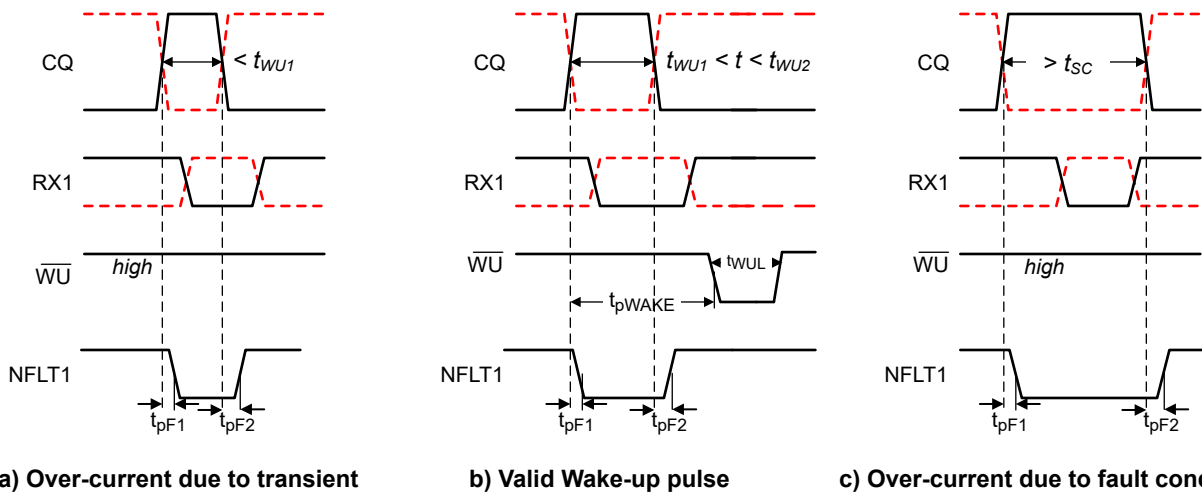 CQ
< tWU1
RX1
WU
high
NFLT1
tpF1
tpF2
a) Over-current due to transient
CQ
tWU1 < t < tWU2
RX1
WU
tWUL
tpWAKE
NFLT1
tpF1
tpF2
b) Valid Wake-up pulse
CQ
> tSC
RX1
WU
high
NFLT1
tpF1
tpF2
c) Over-current due to fault cond